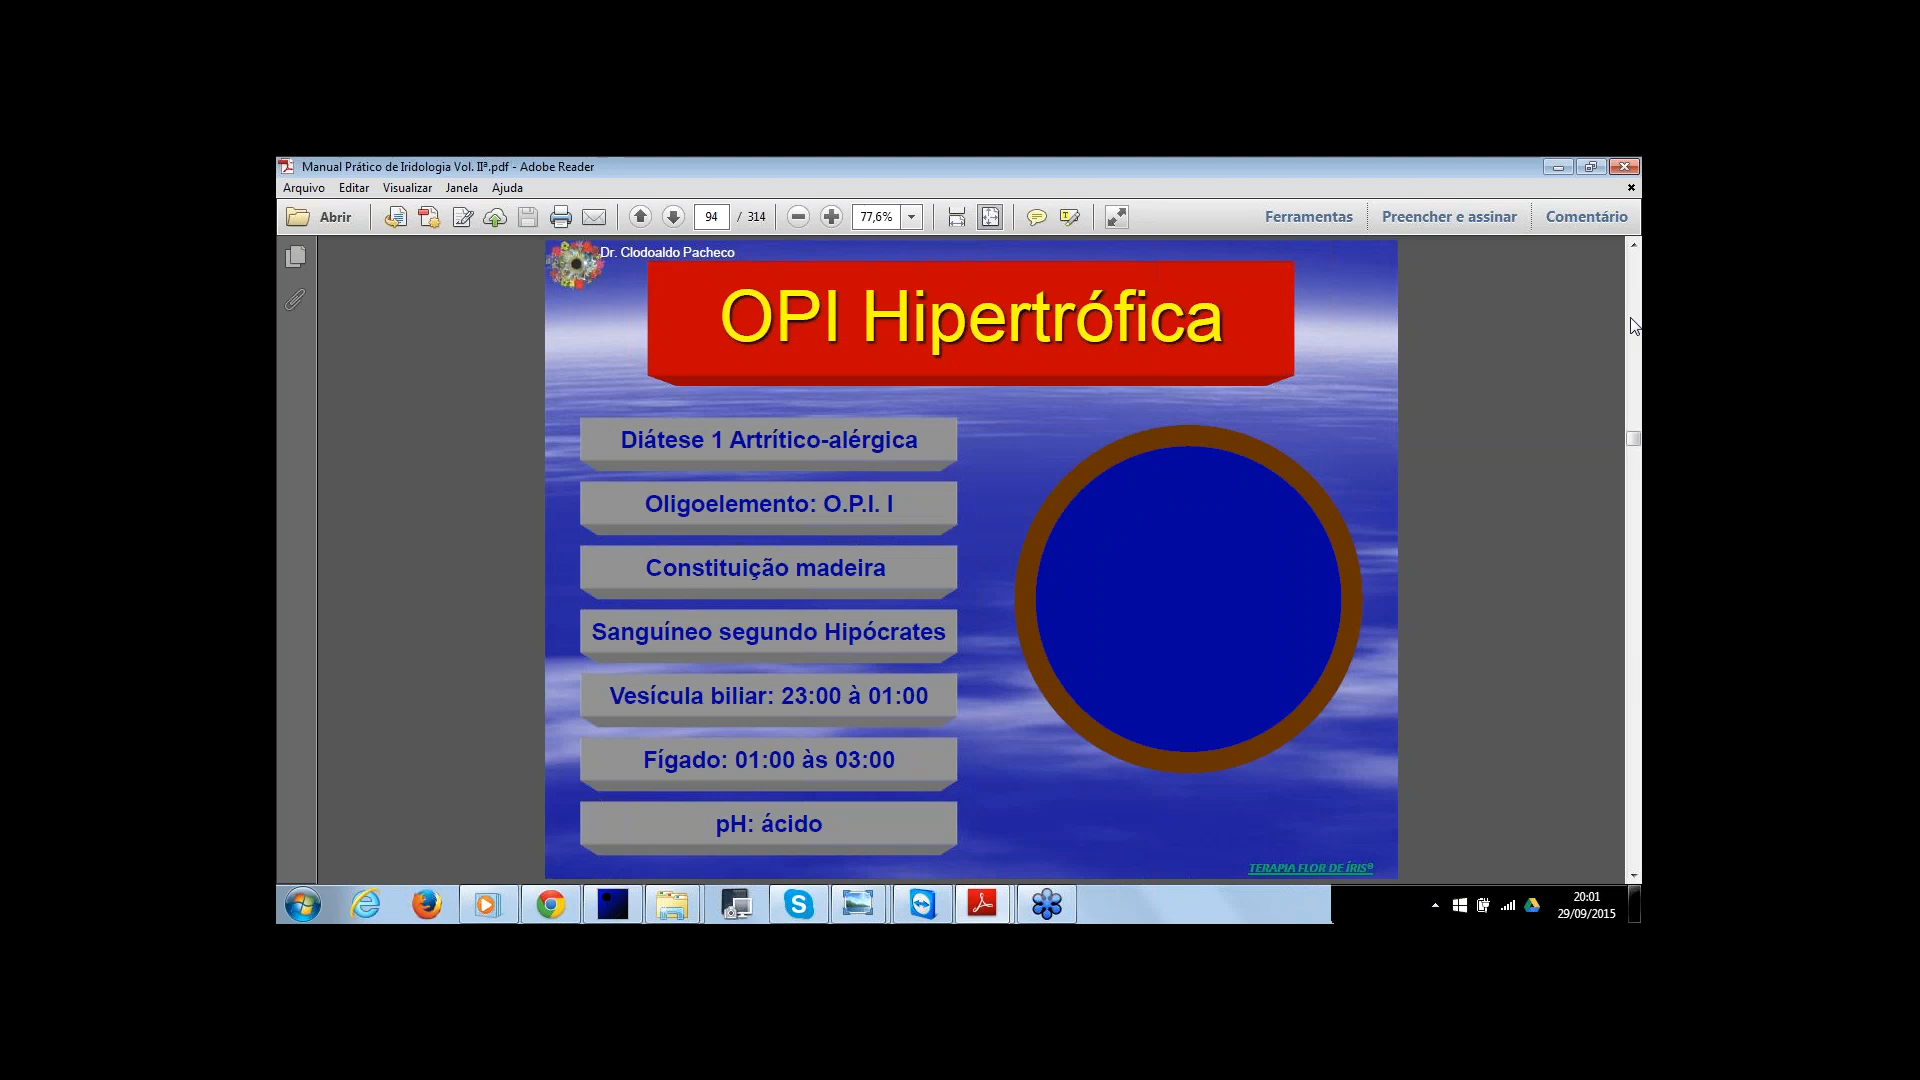 Manual Prático de Iridologia Vol. IIª.pdf - Adobe Reader
Arquivo Editar Visualizar Janela Ajuda
Abrir 94 / 314 77,6% Ferramentas Preencher e assinar Comentário
Dr. Clodoaldo Pacheco
OPI Hipertrófica
Diátese 1 Artrítico-alérgica
Oligoelemento: O.P.I. I
Constituição madeira
Sanguíneo segundo Hipócrates
Vesícula biliar: 23:00 à 01:00
Fígado: 01:00 às 03:00
pH: ácido
TERAPIA FLOR DE ÍRIS®
20:01
29/09/2015